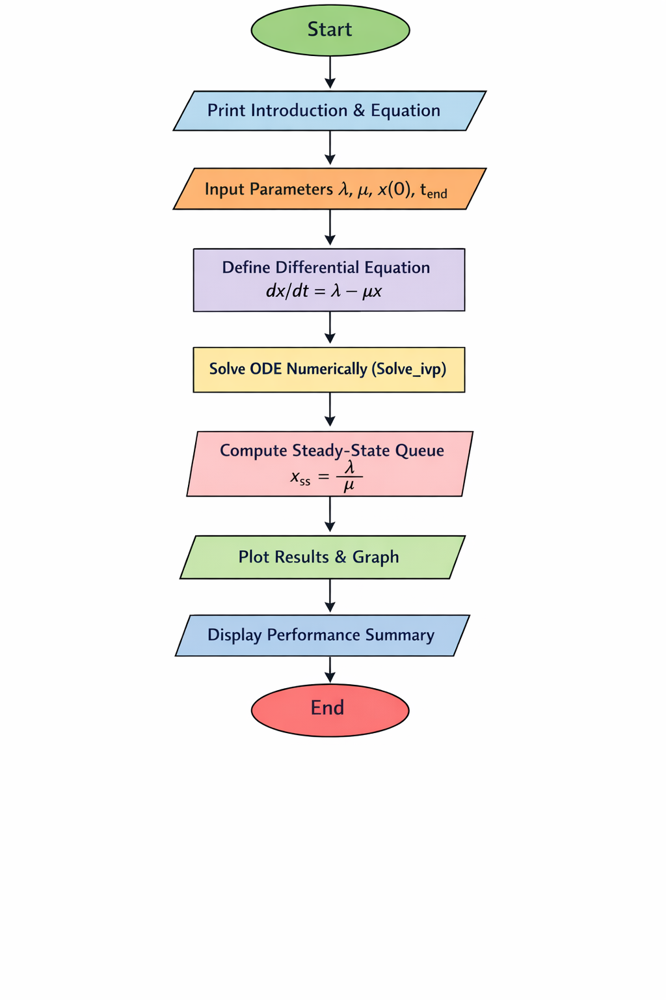 Start
Print Introduction & Equation
Input Parameters λ, μ, x(0), t_end
Define Differential Equation
dx/dt = λ − μx
Solve ODE Numerically (Solve_ivp)
Compute Steady-State Queue
x_ss = λ/μ
Plot Results & Graph
Display Performance Summary
End